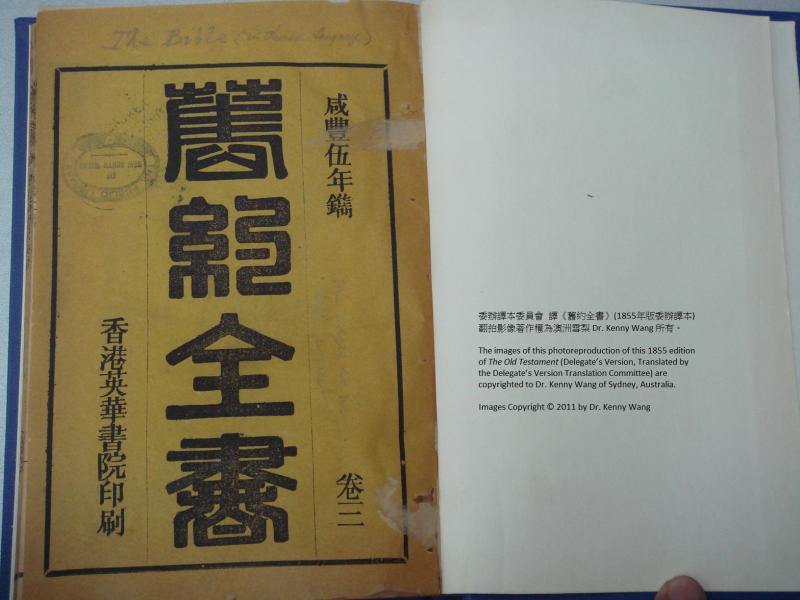 The Bible (in Chinese Language)
咸豐伍年鐫
舊約全書
卷三
香港英華書院印刷
委辦譯本委員會 譯《舊約全書》(1855年版委辦譯本)
翻拍影像著作權為澳洲雪梨 Dr. Kenny Wang 所有。
The images of this photoreproduction of this 1855 edition
of The Old Testament (Delegate's Version, Translated by
the Delegate's Version Translation Committee) are
copyrighted to Dr. Kenny Wang of Sydney, Australia.
Images Copyright © 2011 by Dr. Kenny Wang